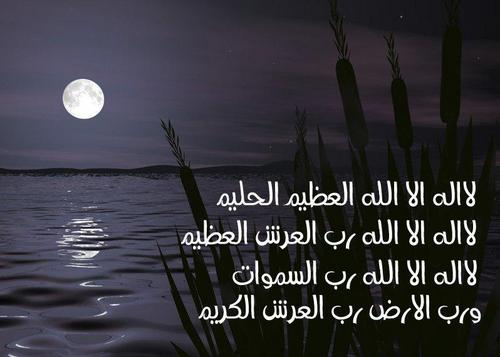 لااله الا الله العظيم الحليم
لااله الا الله رب العرش العظيم
لااله الا الله رب السموات
ورب الارض رب العرش الكريم